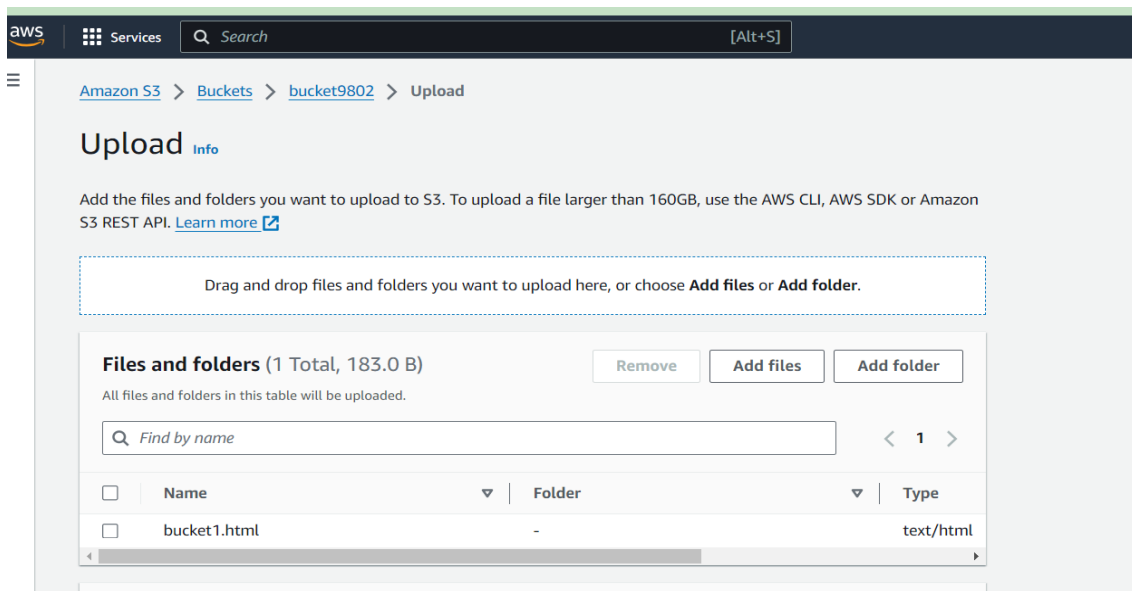 aws
Services
Search
[Alt+S]
Amazon S3 > Buckets > bucket9802 > Upload
Upload Info
Add the files and folders you want to upload to S3. To upload a file larger than 160GB, use the AWS CLI, AWS SDK or Amazon
S3 REST API. Learn more
Drag and drop files and folders you want to upload here, or choose Add files or Add folder.
Files and folders (1 Total, 183.0 B)
Remove
Add files
Add folder
All files and folders in this table will be uploaded.
Find by name
1
Name
Folder
Type
bucket1.html
-
text/html